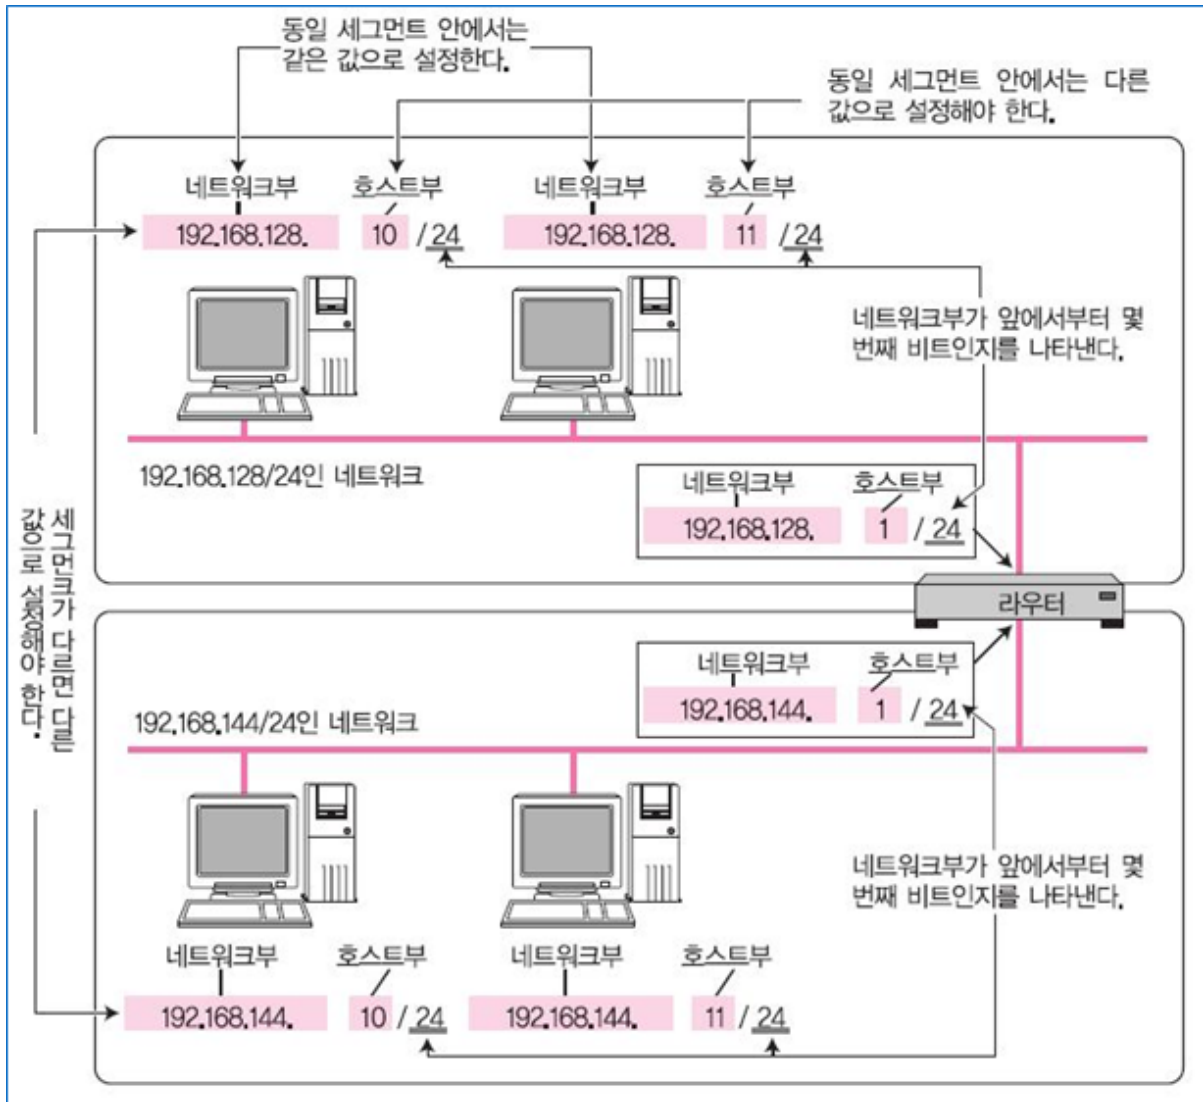 동일 세그먼트 안에서는
같은 값으로 설정한다.
동일 세그먼트 안에서는 다른
값으로 설정해야 한다.
네트워크부 호스트부 네트워크부 호스트부
192.168.128. 10 /24 192.168.128. 11 /24
네트워크부가 앞에서부터 몇
번째 비트인지를 나타낸다.
192.168.128/24인 네트워크
네트워크부 호스트부
192.168.128. 1 /24
세그먼크가 다르면 다른
값으로 설정해야 한다.
라우터
네트워크부 호스트부
192.168.144. 1 /24
192.168.144/24인 네트워크
네트워크부가 앞에서부터 몇
번째 비트인지를 나타낸다.
네트워크부 호스트부 네트워크부 호스트부
192.168.144. 10 /24 192.168.144. 11 /24